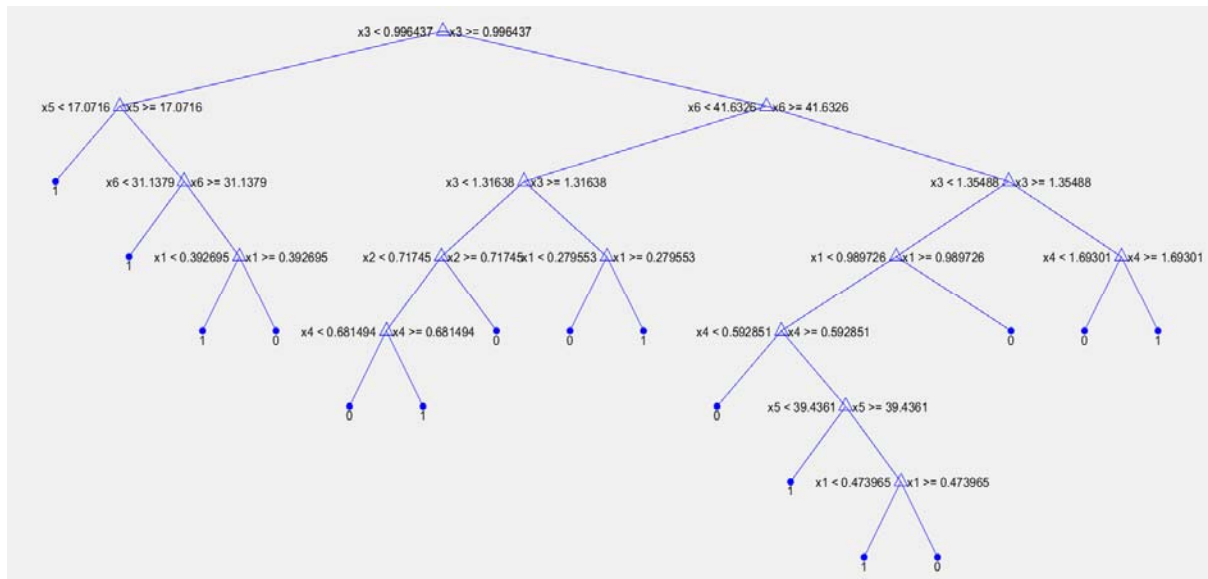 x3 < 0.996437 x3 >= 0.996437
x5 < 17.0716 x5 >= 17.0716 x6 < 41.6326 x6 >= 41.6326
1 x6 < 31.1379 x6 >= 31.1379 x3 < 1.31638 x3 >= 1.31638 x3 < 1.35488 x3 >= 1.35488
1 x1 < 0.392695 x1 >= 0.392695 x2 < 0.71745 x2 >= 0.71745 x1 < 0.279553 x1 >= 0.279553 x1 < 0.989726 x1 >= 0.989726 x4 < 1.69301 x4 >= 1.69301
1 0 x4 < 0.681494 x4 >= 0.681494 0 0 1 x4 < 0.592851 x4 >= 0.592851 0 0 1
0 1 0 x5 < 39.4361 x5 >= 39.4361
1 x1 < 0.473965 x1 >= 0.473965
1 0